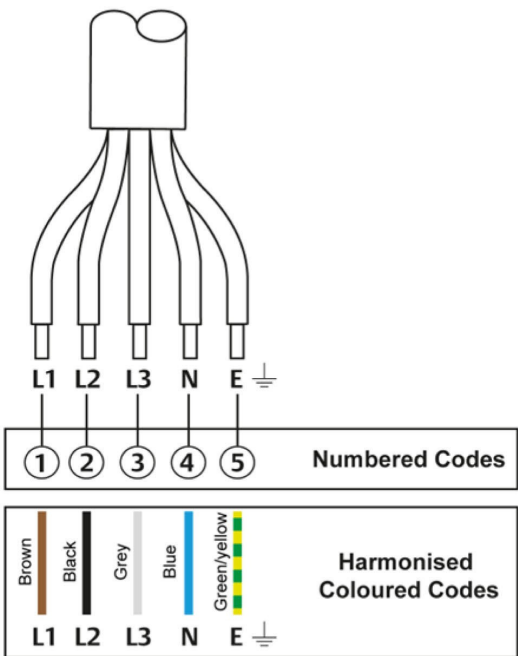 L1 L2 L3 N E
1 2 3 4 5 Numbered Codes
Brown Black Grey Blue Green/yellow
Harmonised
Coloured Codes
L1 L2 L3 N E